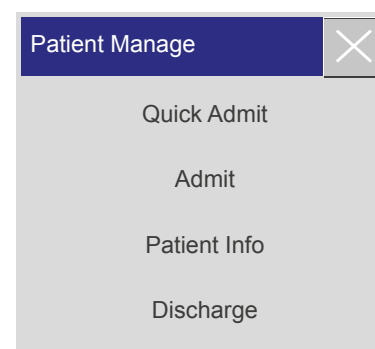 Patient Manage
Quick Admit
Admit
Patient Info
Discharge